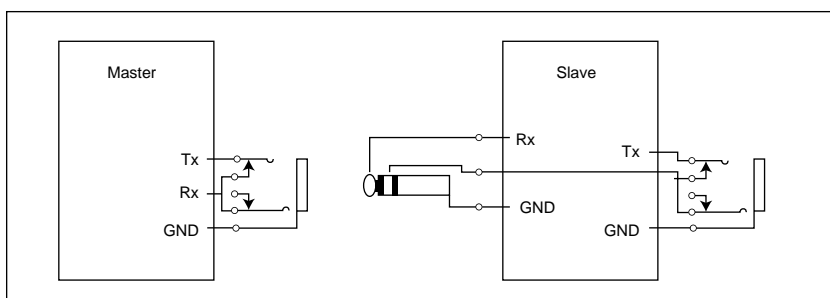 Master
Tx
Rx
GND
Slave
Rx
GND
Tx
GND